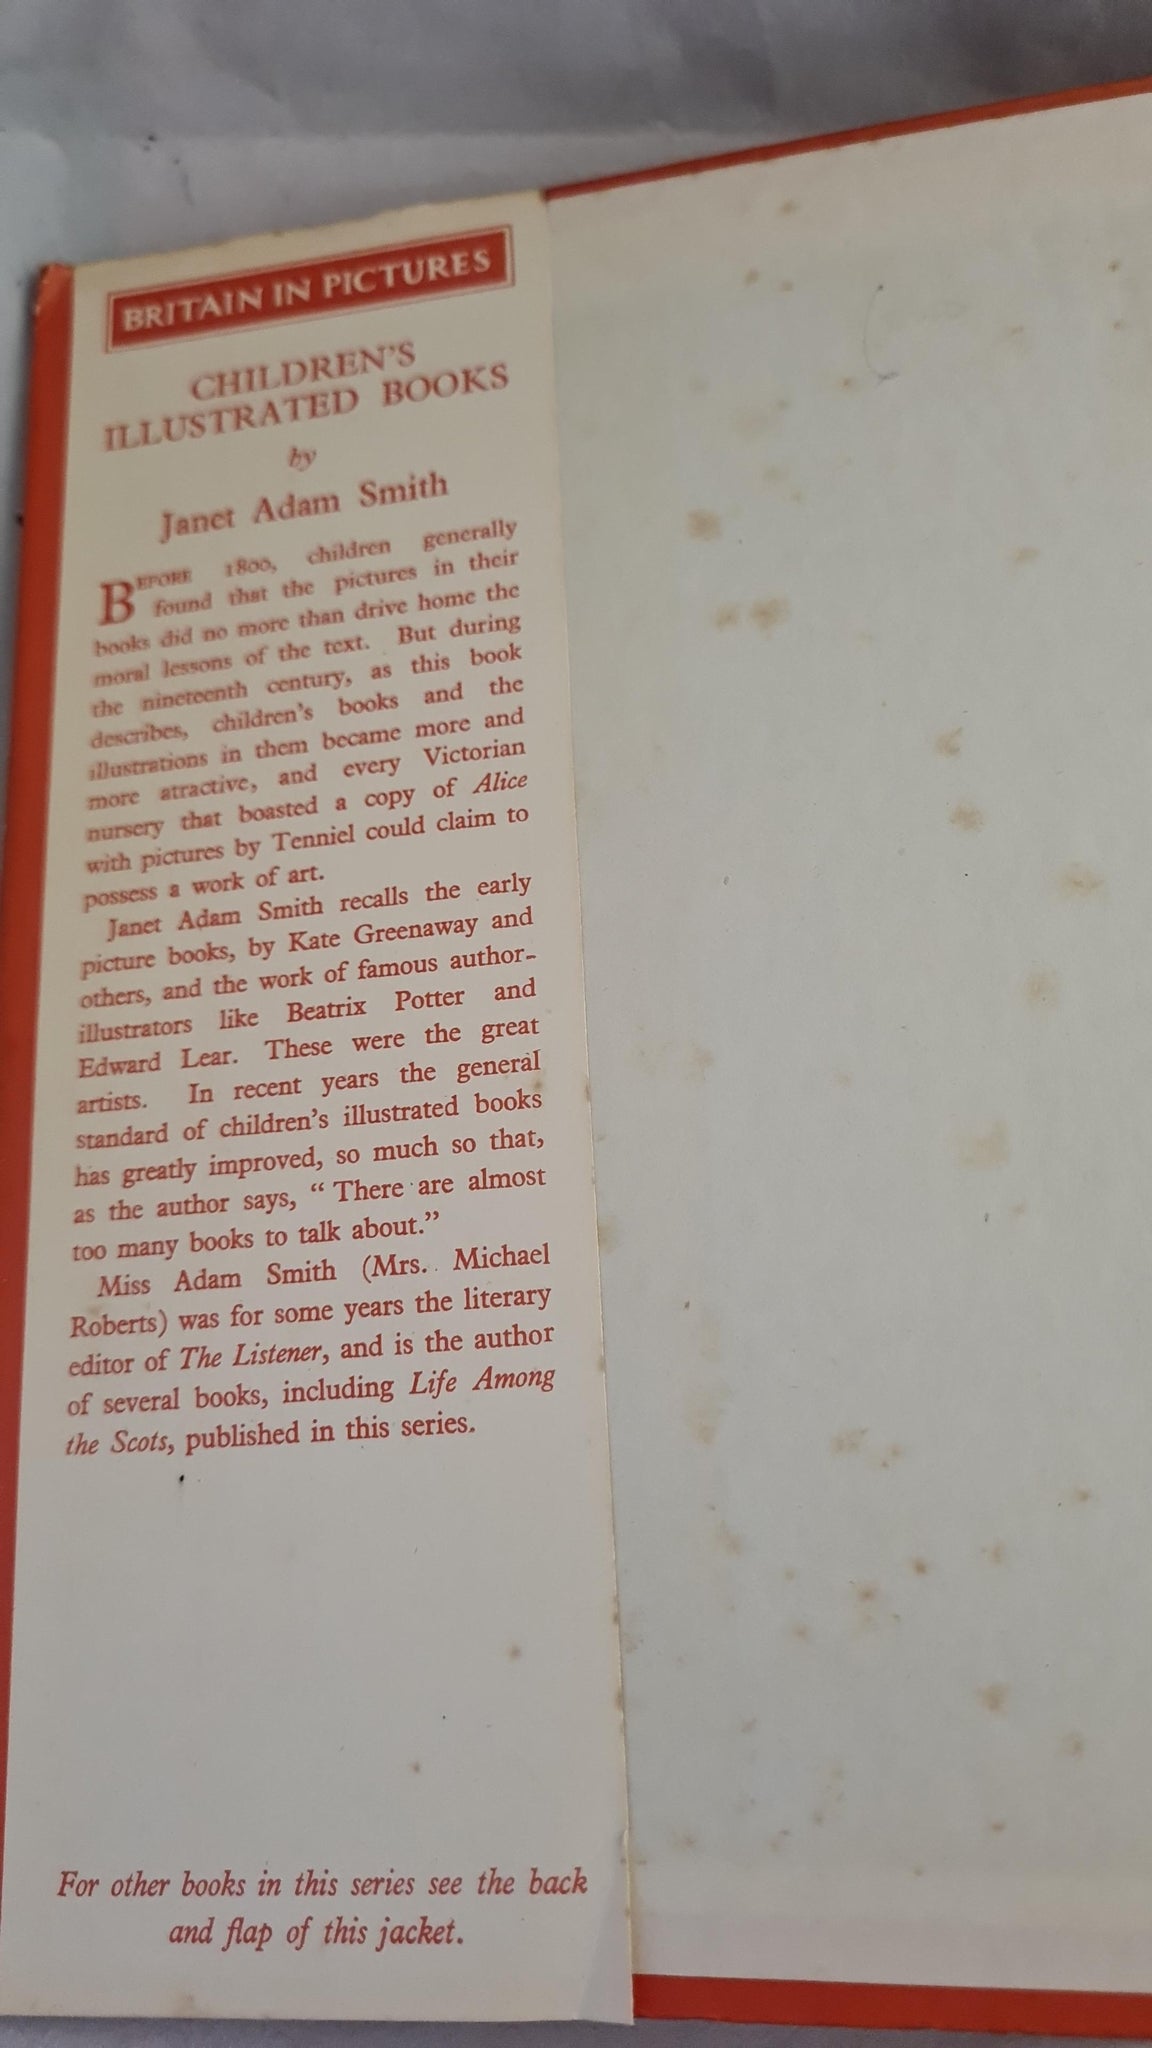 BRITAIN IN PICTURES
CHILDREN'S
ILLUSTRATED BOOKS
by
Janet Adam Smith
BEFORE 1800, children generally
found that the pictures in their
books did no more than drive home the
moral lessons of the text. But during
the nineteenth century, as this book
describes, children's books and the
illustrations in them became more and
more atractive, and every Victorian
nursery that boasted a copy of Alice
with pictures by Tenniel could claim to
possess a work of art.
Janet Adam Smith recalls the early
picture books, by Kate Greenaway and
others, and the work of famous author-
illustrators like Beatrix Potter and
Edward Lear. These were the great
artists. In recent years the general
standard of children's illustrated books
has greatly improved, so much so that,
as the author says, “There are almost
too many books to talk about.”
Miss Adam Smith (Mrs. Michael
Roberts) was for some years the literary
editor of The Listener, and is the author
of several books, including Life Among
the Scots, published in this series.
For other books in this series see the back
and flap of this jacket.